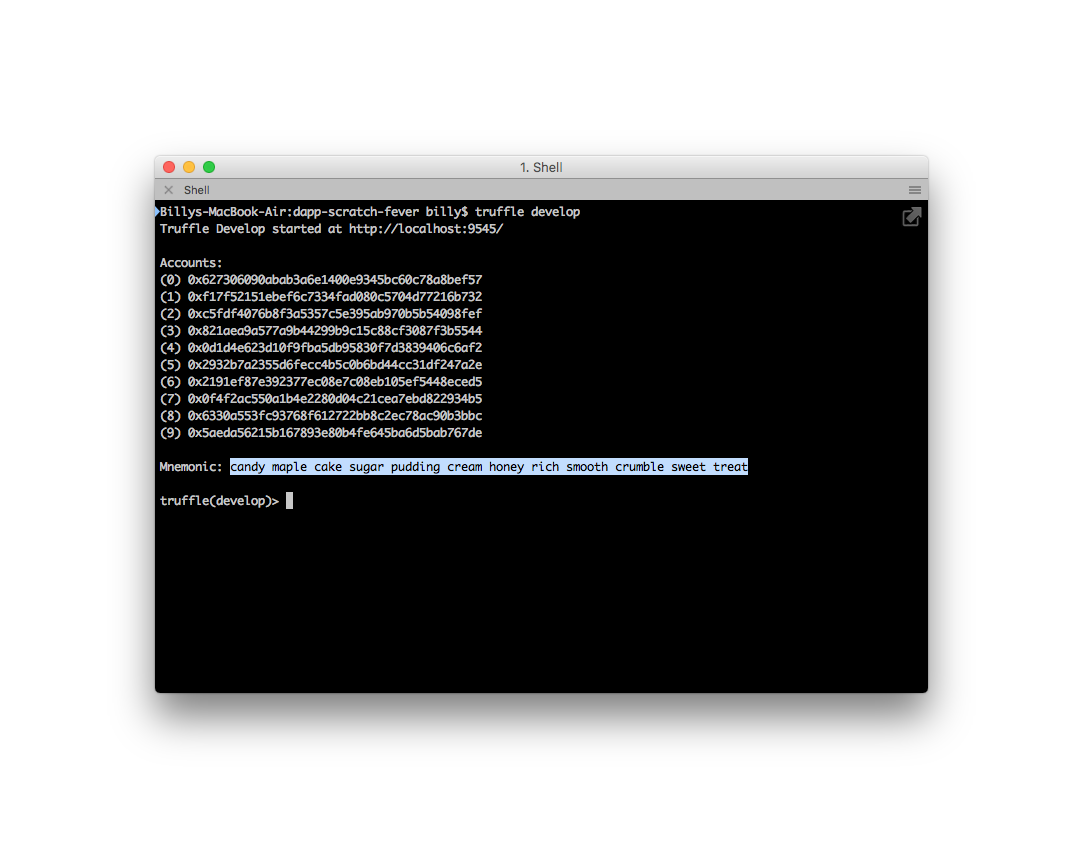 1. Shell
Shell
Billys-MacBook-Air:dapp-scratch-fever billy$ truffle develop
Truffle Develop started at http://localhost:9545/
Accounts:
(0) 0x627306090abab3a6e1400e9345bc60c78a8bef57
(1) 0xf17f52151ebef6c7334fad080c5704d77216b732
(2) 0xc5fdf4076b8f3a5357c5e395ab970b5b54098fef
(3) 0x821aea9a577a9b44299b9c15c88cf3087f3b5544
(4) 0x0d1d4e623d10f9fba5db95830f7d3839406c6af2
(5) 0x2932b7a2355d6fecc4b5c0b6bd44cc31df247a2e
(6) 0x2191ef87e392377ec08e7c08eb105ef5448eced5
(7) 0x0f4f2ac550a1b4e2280d04c21cea7ebd822934b5
(8) 0x6330a553fc93768f612722bb8c2ec78ac90b3bbc
(9) 0x5aeda56215b167893e80b4fe645ba6d5bab767de
Mnemonic: candy maple cake sugar pudding cream honey rich smooth crumble sweet treat
truffle(develop)>